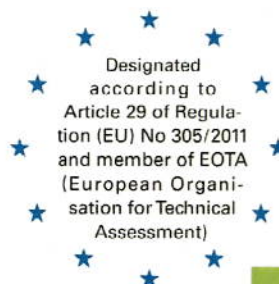 Designated
according to
Article 29 of Regula-
tion (EU) No 305/2011
and member of EOTA
(European Organi-
sation for Technical
Assessment)